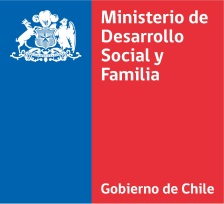 Ministerio de
Desarrollo
Social y
Familia
Gobierno de Chile